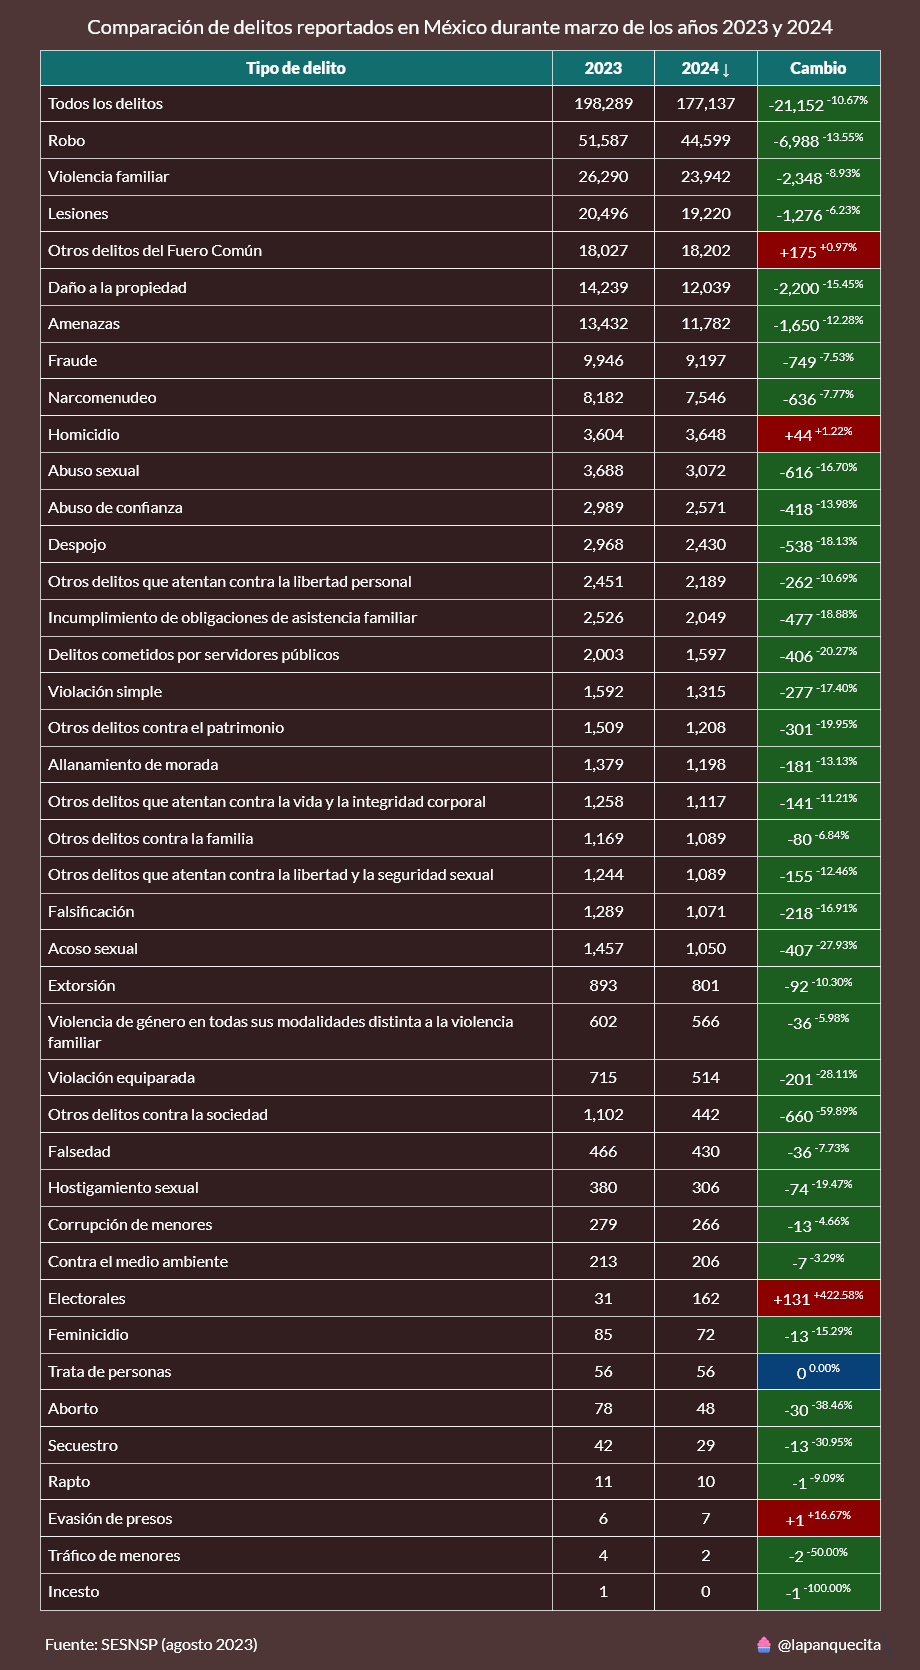 Comparación de delitos reportados en México durante marzo de los años 2023 y 2024
Tipo de delito 2023 2024 ↓ Cambio
Todos los delitos 198,289 177,137 -21,152 -10.67%
Robo 51,587 44,599 -6,988 -13.55%
Violencia familiar 26,290 23,942 -2,348 -8.93%
Lesiones 20,496 19,220 -1,276 -6.23%
Otros delitos del Fuero Común 18,027 18,202 +175 +0.97%
Daño a la propiedad 14,239 12,039 -2,200 -15.45%
Amenazas 13,432 11,782 -1,650 -12.28%
Fraude 9,946 9,197 -749 -7.53%
Narcomenudeo 8,182 7,546 -636 -7.77%
Homicidio 3,604 3,648 +44 +1.22%
Abuso sexual 3,688 3,072 -616 -16.70%
Abuso de confianza 2,989 2,571 -418 -13.98%
Despojo 2,968 2,430 -538 -18.13%
Otros delitos que atentan contra la libertad personal 2,451 2,189 -262 -10.69%
Incumplimiento de obligaciones de asistencia familiar 2,526 2,049 -477 -18.88%
Delitos cometidos por servidores públicos 2,003 1,597 -406 -20.27%
Violación simple 1,592 1,315 -277 -17.40%
Otros delitos contra el patrimonio 1,509 1,208 -301 -19.95%
Allanamiento de morada 1,379 1,198 -181 -13.13%
Otros delitos que atentan contra la vida y la integridad corporal 1,258 1,117 -141 -11.21%
Otros delitos contra la familia 1,169 1,089 -80 -6.84%
Otros delitos que atentan contra la libertad y la seguridad sexual 1,244 1,089 -155 -12.46%
Falsificación 1,289 1,071 -218 -16.91%
Acoso sexual 1,457 1,050 -407 -27.93%
Extorsión 893 801 -92 -10.30%
Violencia de género en todas sus modalidades distinta a la violencia 602 566 -36 -5.98%
familiar
Violación equiparada 715 514 -201 -28.11%
Otros delitos contra la sociedad 1,102 442 -660 -59.89%
Falsedad 466 430 -36 -7.73%
Hostigamiento sexual 380 306 -74 -19.47%
Corrupción de menores 279 266 -13 -4.66%
Contra el medio ambiente 213 206 -7 -3.29%
Electorales 31 162 +131 +422.58%
Feminicidio 85 72 -13 -15.29%
Trata de personas 56 56 0 0.00%
Aborto 78 48 -30 -38.46%
Secuestro 42 29 -13 -30.95%
Rapto 11 10 -1 -9.09%
Evasión de presos 6 7 +1 +16.67%
Tráfico de menores 4 2 -2 -50.00%
Incesto 1 0 -1 -100.00%
Fuente: SESNSP (agosto 2023) @lapanquecita